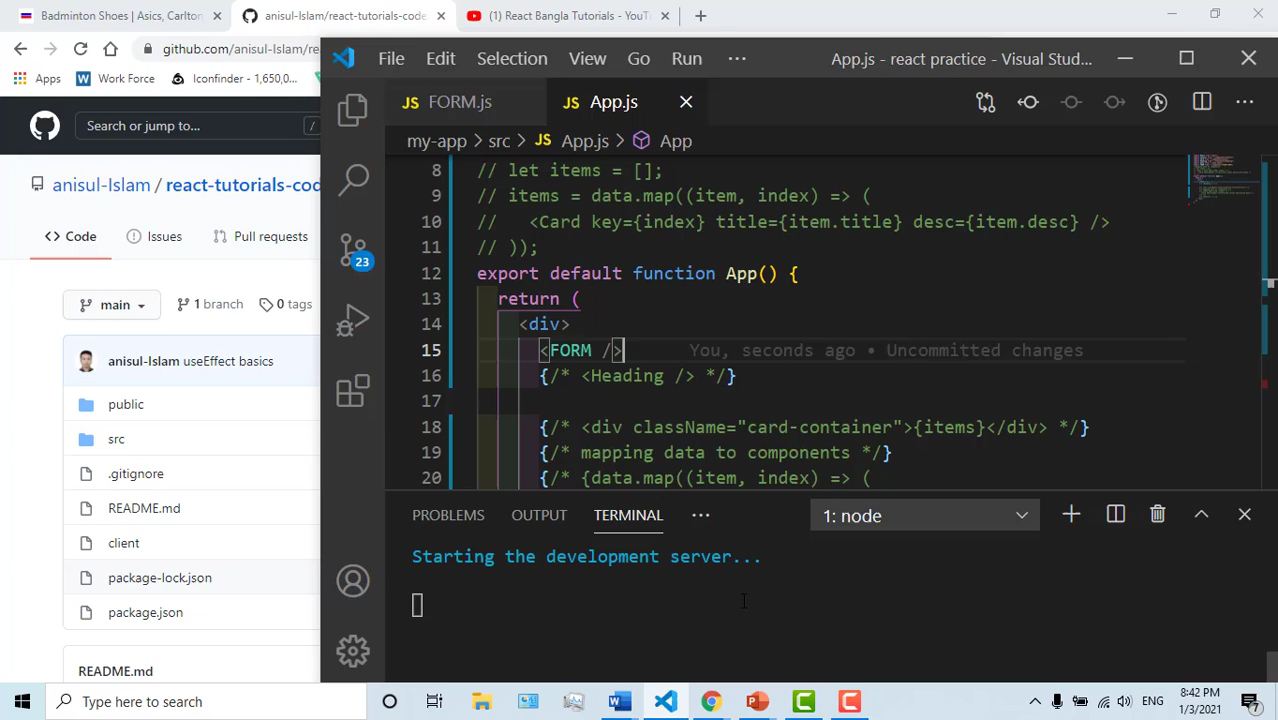 Badminton Shoes | Asics, Carlton
anisul-Islam/react-tutorials-code
React Bangla Tutorials - YouT
github.com/anisul-Islam/re
Apps
Work Force
Iconfinder - 1,650,0
Search or jump to...
/
anisul-Islam / react-tutorials-cod
Code
Issues
Pull requests
main
1 branch
0 tags
anisul-Islam useEffect basics
public
src
.gitignore
README.md
client
package-lock.json
package.json
README.md
File Edit Selection View Go Run ···
App.js - react practice - Visual Stud...
JS FORM.js
JS App.js
my-app > src > JS App.js > App
23
8 // let items = [];
9 // items = data.map((item, index) => (
10 // <Card key={index} title={item.title} desc={item.desc} />
11 // ));
12 export default function App() {
13 return (
14 <div>
15 <FORM /> You, seconds ago • Uncommitted changes
16 {/* <Heading /> */}
17
18 {/* <div className="card-container">{items}</div> */}
19 {/* mapping data to components */}
20 {/* {data.map((item, index) => (
PROBLEMS OUTPUT TERMINAL ··· 1: node
Starting the development server...
Type here to search
ENG
8:42 PM
1/3/2021
7